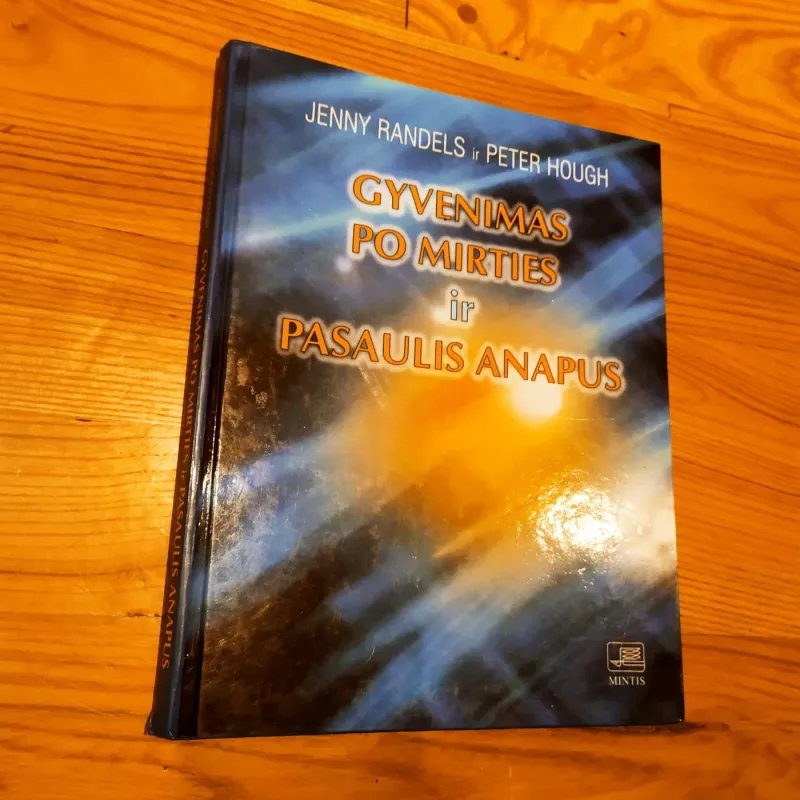 JENNY RANDELS ir PETER HOUGH
GYVENIMAS
PO MIRTIES
ir
PASAULIS ANAPUS
MINTIS
GYVENIMAS PO MIRTIES ir PASAULIS ANAPUS